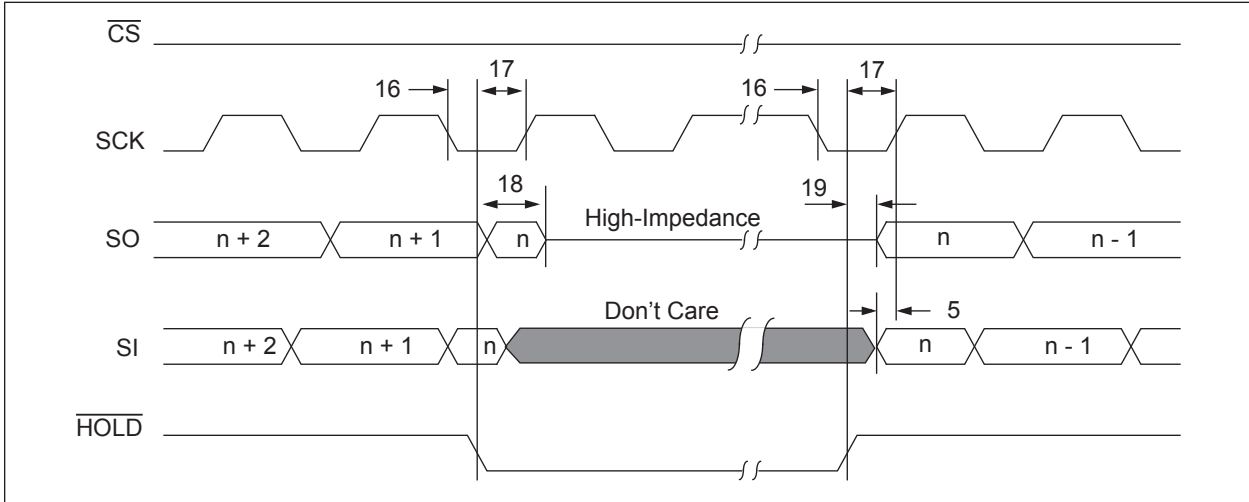 CS
16 17 16 17
SCK
18 19
High-Impedance
SO n + 2 n + 1 n n n - 1
Don't Care 5
SI n + 2 n + 1 n n n - 1
HOLD